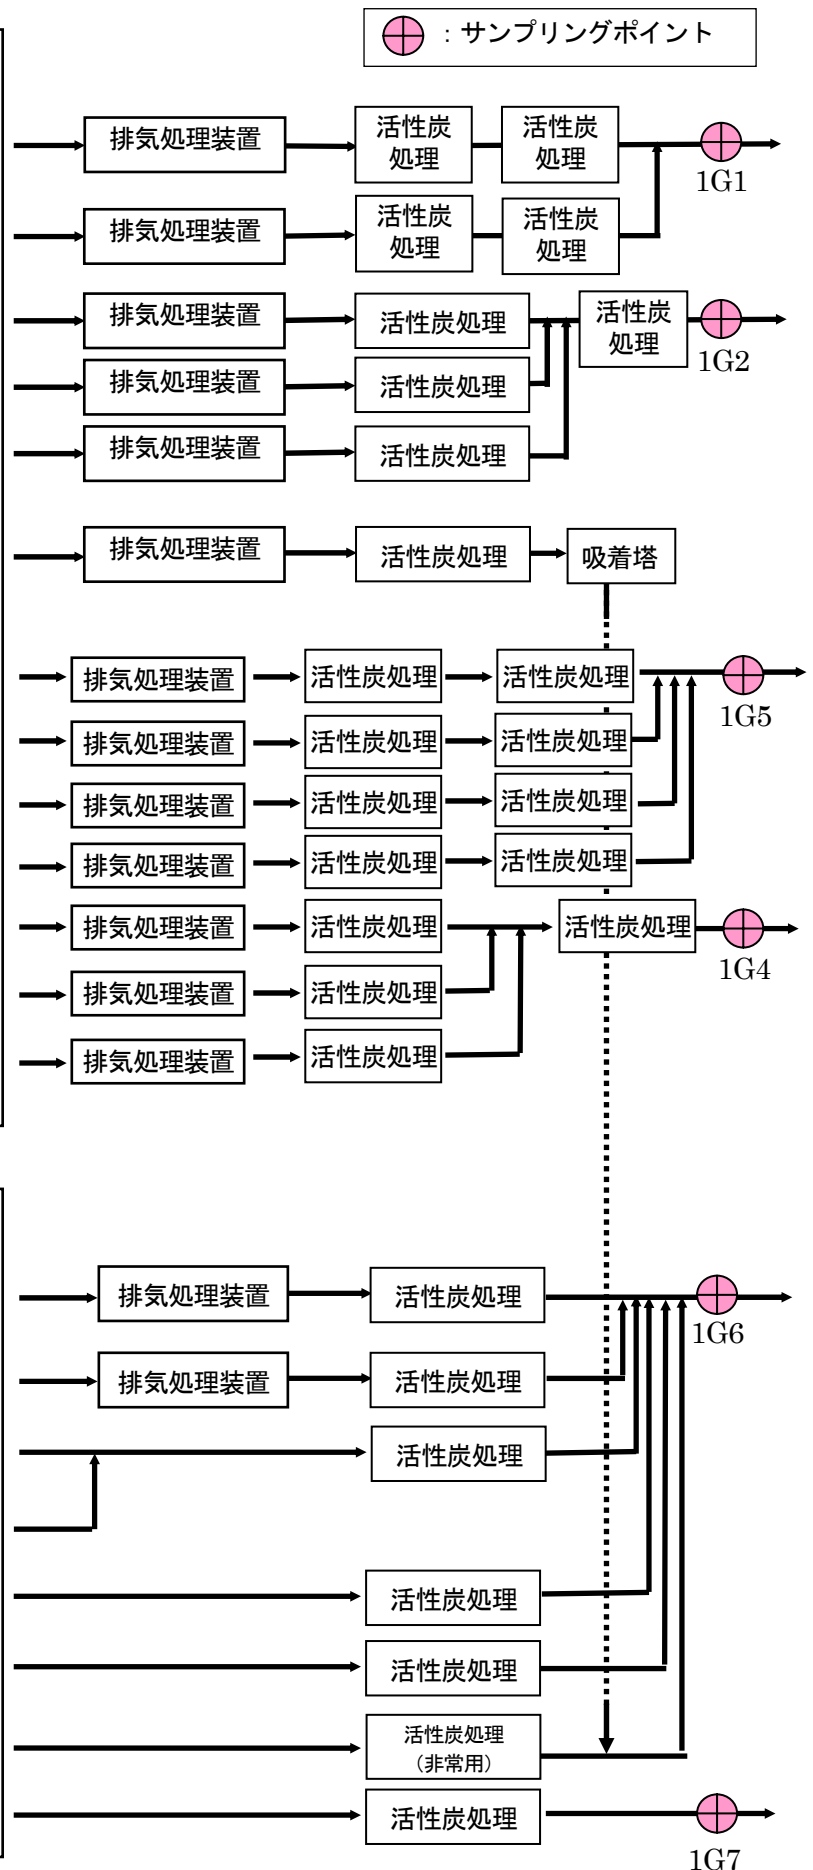 ：サンプリングポイント
排気処理装置
活性炭
処理
活性炭
処理
1G1
排気処理装置
活性炭
処理
活性炭
処理
排気処理装置
活性炭処理
活性炭
処理
1G2
排気処理装置
活性炭処理
排気処理装置
活性炭処理
排気処理装置
活性炭処理
吸着塔
排気処理装置
活性炭処理
活性炭処理
1G5
排気処理装置
活性炭処理
活性炭処理
排気処理装置
活性炭処理
活性炭処理
排気処理装置
活性炭処理
活性炭処理
排気処理装置
活性炭処理
活性炭処理
1G4
排気処理装置
活性炭処理
排気処理装置
活性炭処理
排気処理装置
活性炭処理
1G6
排気処理装置
活性炭処理
活性炭処理
活性炭処理
活性炭処理
活性炭処理
（非常用）
活性炭処理
1G7